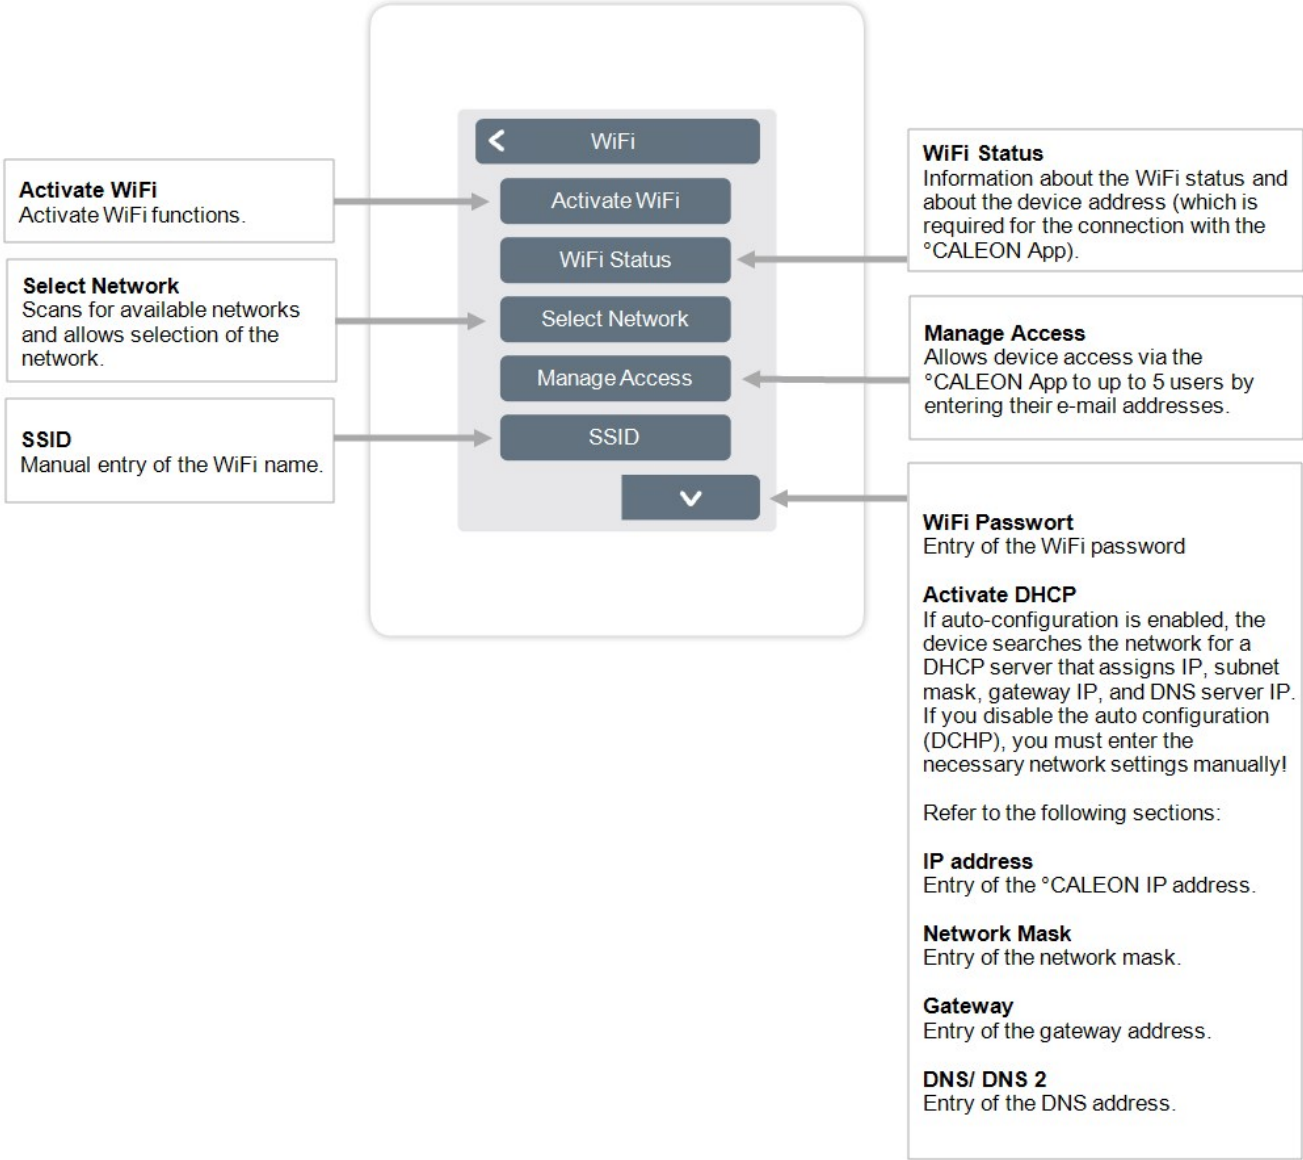 WiFi
Activate WiFi
WiFi Status
Select Network
Manage Access
SSID
Activate WiFi
Activate WiFi functions.
Select Network
Scans for available networks
and allows selection of the
network.
SSID
Manual entry of the WiFi name.
WiFi Status
Information about the WiFi status and
about the device address (which is
required for the connection with the
°CALEON App).
Manage Access
Allows device access via the
°CALEON App to up to 5 users by
entering their e-mail addresses.
WiFi Passwort
Entry of the WiFi password
Activate DHCP
If auto-configuration is enabled, the
device searches the network for a
DHCP server that assigns IP, subnet
mask, gateway IP, and DNS server IP.
If you disable the auto configuration
(DCHP), you must enter the
necessary network settings manually!
Refer to the following sections:
IP address
Entry of the °CALEON IP address.
Network Mask
Entry of the network mask.
Gateway
Entry of the gateway address.
DNS/ DNS 2
Entry of the DNS address.